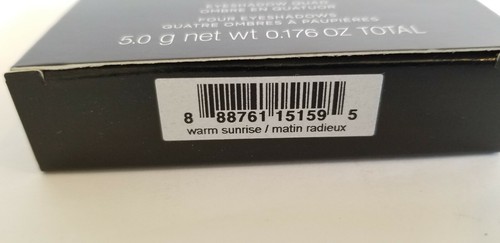 EYESHADOW QUAD
OMBRE EN QUATUOR
FOUR EYESHADOWS
QUATRE OMBRES À PAUPIÈRES
5.0 g net wt 0.176 OZ TOTAL
8 88761 15159 5
warm sunrise / matin radieux